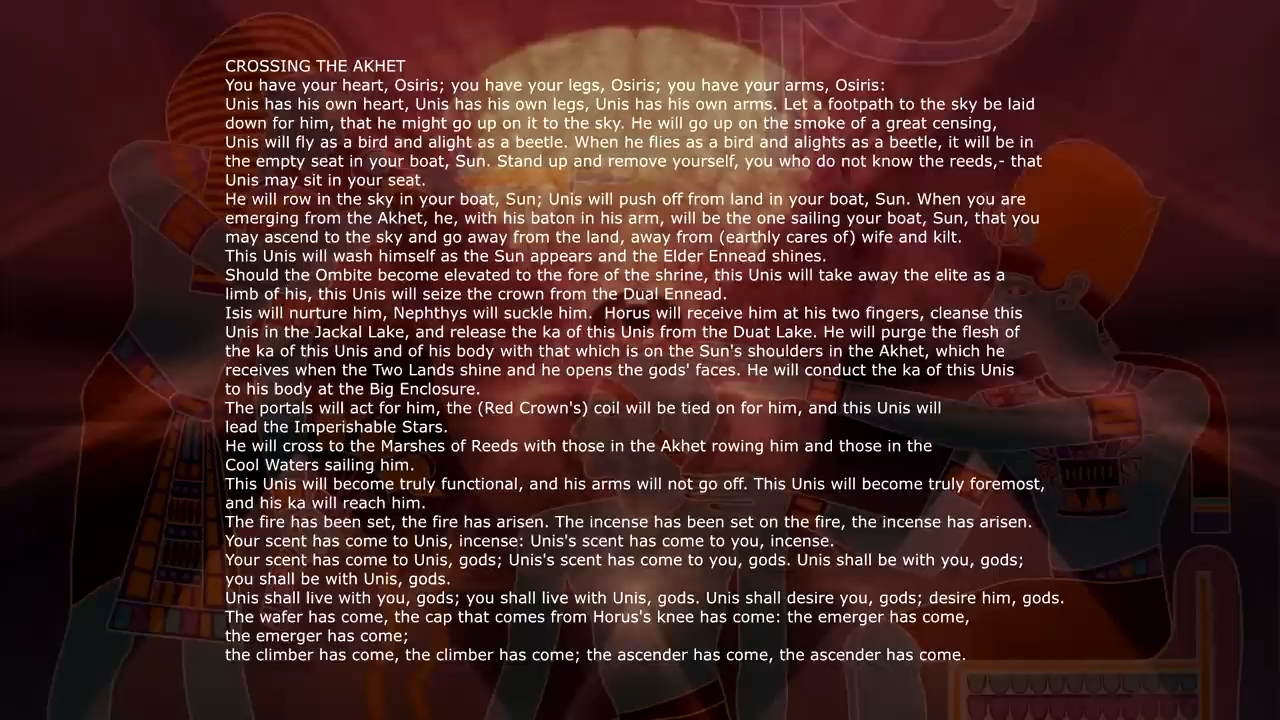 CROSSING THE AKHET
You have your heart, Osiris; you have your legs, Osiris; you have your arms, Osiris:
Unis has his own heart, Unis has his own legs, Unis has his own arms. Let a footpath to the sky be laid
down for him, that he might go up on it to the sky. He will go up on the smoke of a great censing,
Unis will fly as a bird and alight as a beetle. When he flies as a bird and alights as a beetle, it will be in
the empty seat in your boat, Sun. Stand up and remove yourself, you who do not know the reeds,- that
Unis may sit in your seat.
He will row in the sky in your boat, Sun; Unis will push off from land in your boat, Sun. When you are
emerging from the Akhet, he, with his baton in his arm, will be the one sailing your boat, Sun, that you
may ascend to the sky and go away from the land, away from (earthly cares of) wife and kilt.
This Unis will wash himself as the Sun appears and the Elder Ennead shines.
Should the Ombite become elevated to the fore of the shrine, this Unis will take away the elite as a
limb of his, this Unis will seize the crown from the Dual Ennead.
Isis will nurture him, Nephthys will suckle him.  Horus will receive him at his two fingers, cleanse this
Unis in the Jackal Lake, and release the ka of this Unis from the Duat Lake. He will purge the flesh of
the ka of this Unis and of his body with that which is on the Sun's shoulders in the Akhet, which he
receives when the Two Lands shine and he opens the gods' faces. He will conduct the ka of this Unis
to his body at the Big Enclosure.
The portals will act for him, the (Red Crown's) coil will be tied on for him, and this Unis will
lead the Imperishable Stars.
He will cross to the Marshes of Reeds with those in the Akhet rowing him and those in the
Cool Waters sailing him.
This Unis will become truly functional, and his arms will not go off. This Unis will become truly foremost,
and his ka will reach him.
The fire has been set, the fire has arisen. The incense has been set on the fire, the incense has arisen.
Your scent has come to Unis, incense: Unis's scent has come to you, incense.
Your scent has come to Unis, gods; Unis's scent has come to you, gods. Unis shall be with you, gods;
you shall be with Unis, gods.
Unis shall live with you, gods; you shall live with Unis, gods. Unis shall desire you, gods; desire him, gods.
The wafer has come, the cap that comes from Horus's knee has come: the emerger has come,
the emerger has come;
the climber has come, the climber has come; the ascender has come, the ascender has come.